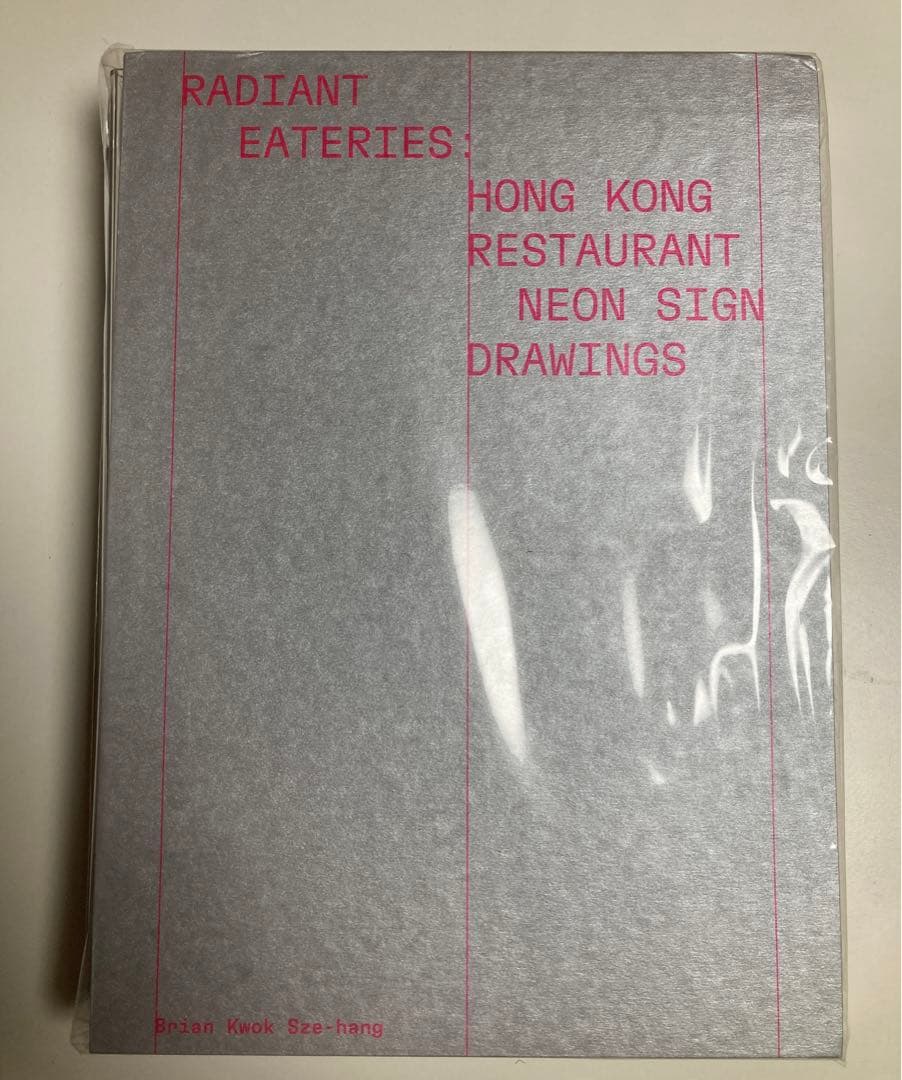 RADIANT
EATERIES:
HONG KONG
RESTAURANT
NEON SIGN
DRAWINGS
Brian Kwok Sze-hang